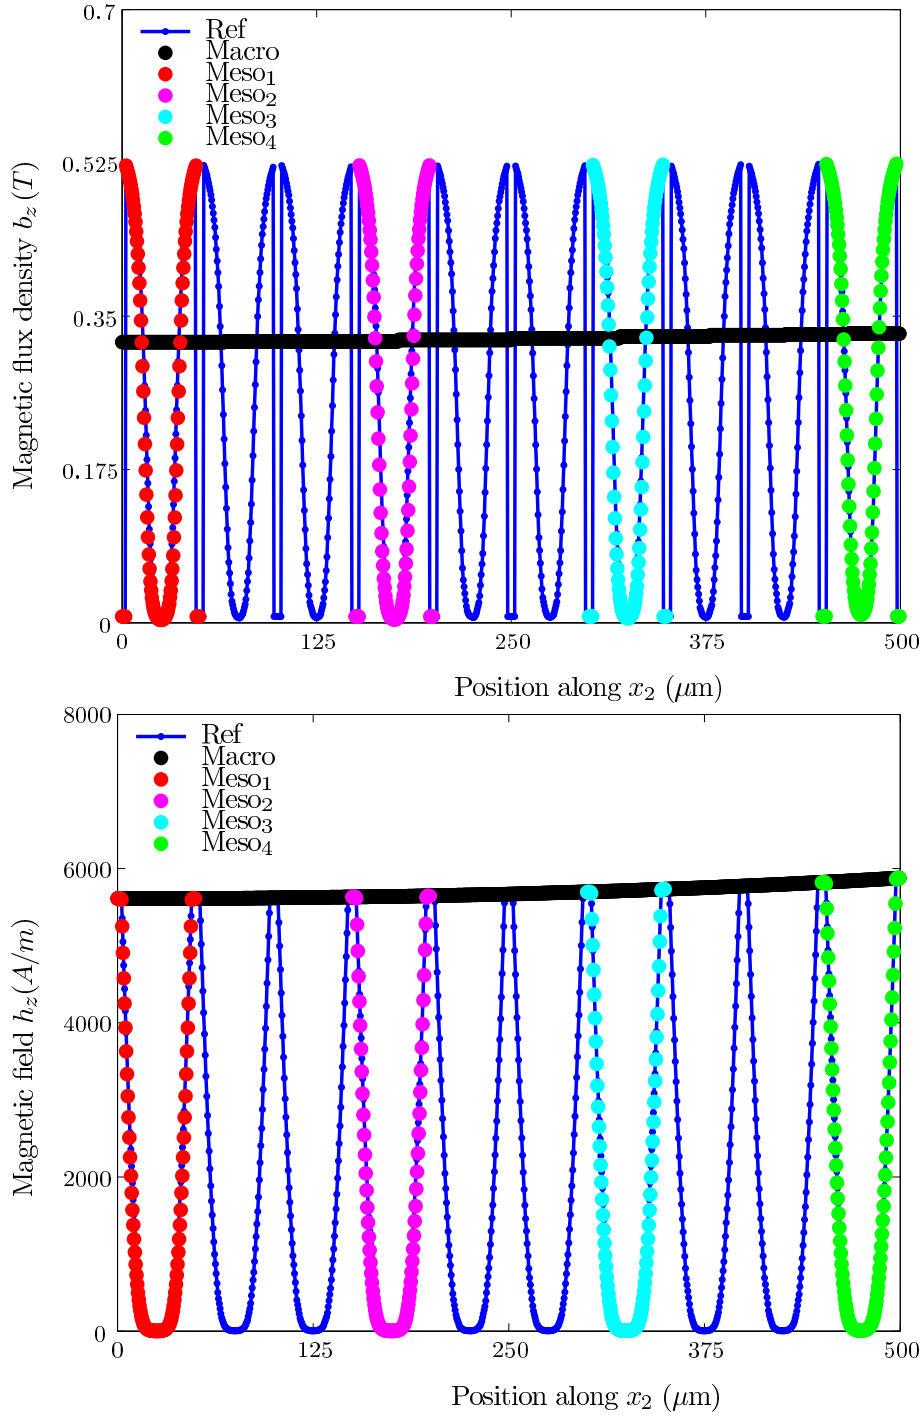 0.7
Ref
Macro
Meso₁
Meso₂
Meso₃
Meso₄
0.525
0.35
0.175
0
Magnetic flux density b_z (T)
0 125 250 375 500
Position along x₂ (μm)
8000
Ref
Macro
Meso₁
Meso₂
Meso₃
Meso₄
6000
4000
2000
0
Magnetic field h_z(A/m)
0 125 250 375 500
Position along x₂ (μm)